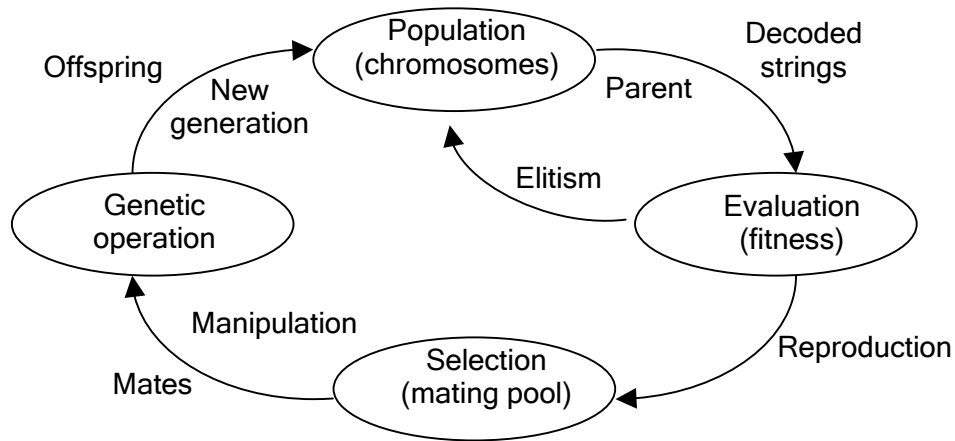 Population
(chromosomes)
Decoded
strings
Parent
Offspring
New
generation
Elitism
Genetic
operation
Evaluation
(fitness)
Manipulation
Mates
Selection
(mating pool)
Reproduction